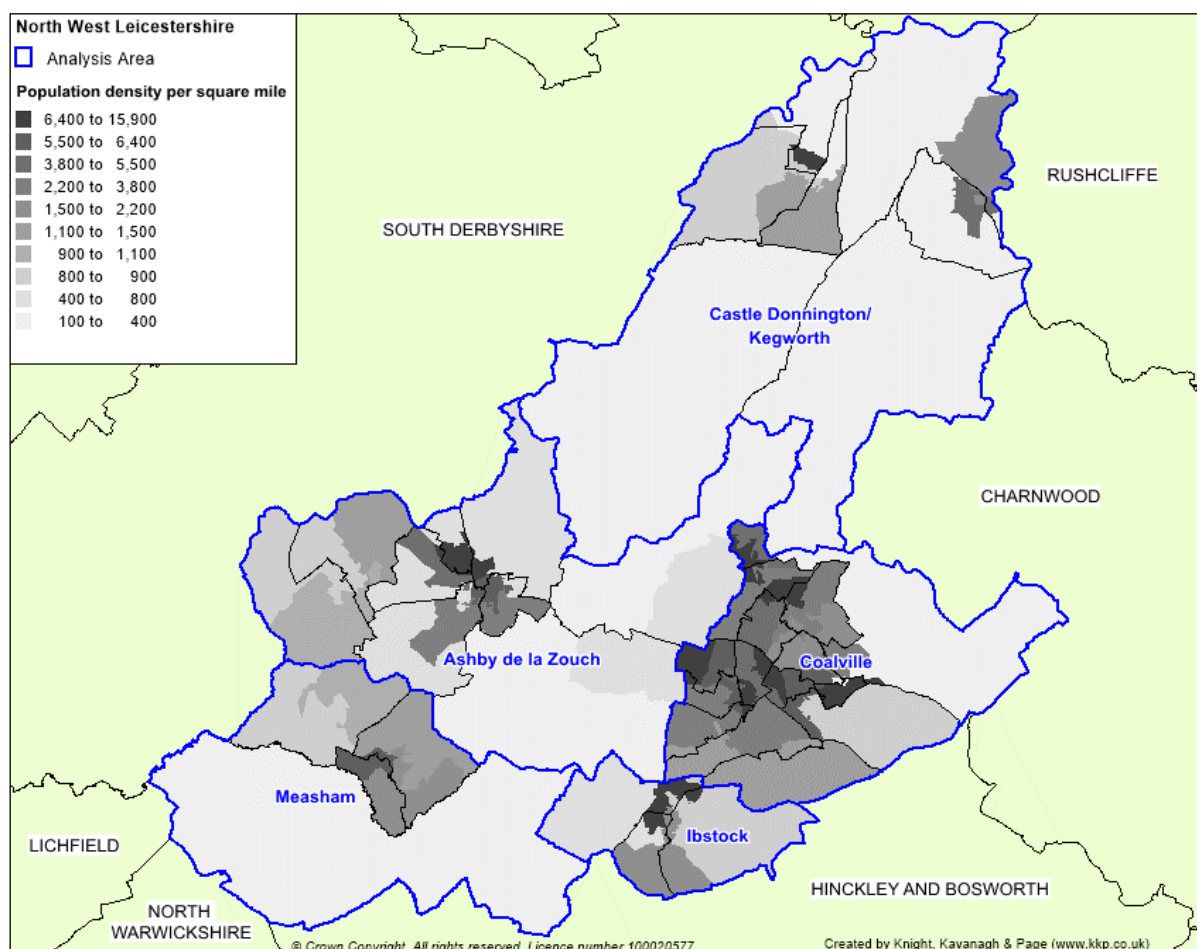 North West Leicestershire
Analysis Area
Population density per square mile
6,400 to 15,900
5,500 to 6,400
3,800 to 5,500
2,200 to 3,800
1,500 to 2,200
1,100 to 1,500
900 to 1,100
800 to 900
400 to 800
100 to 400
RUSHCLIFFE
SOUTH DERBYSHIRE
Castle Donnington/
Kegworth
CHARNWOOD
Ashby de la Zouch
Coalville
Measham
Ibstock
LICHFIELD
HINCKLEY AND BOSWORTH
NORTH
WARWICKSHIRE
© Crown Copyright. All rights reserved. Licence number 100020577
Created by Knight, Kavanagh & Page (www.kkp.co.uk)